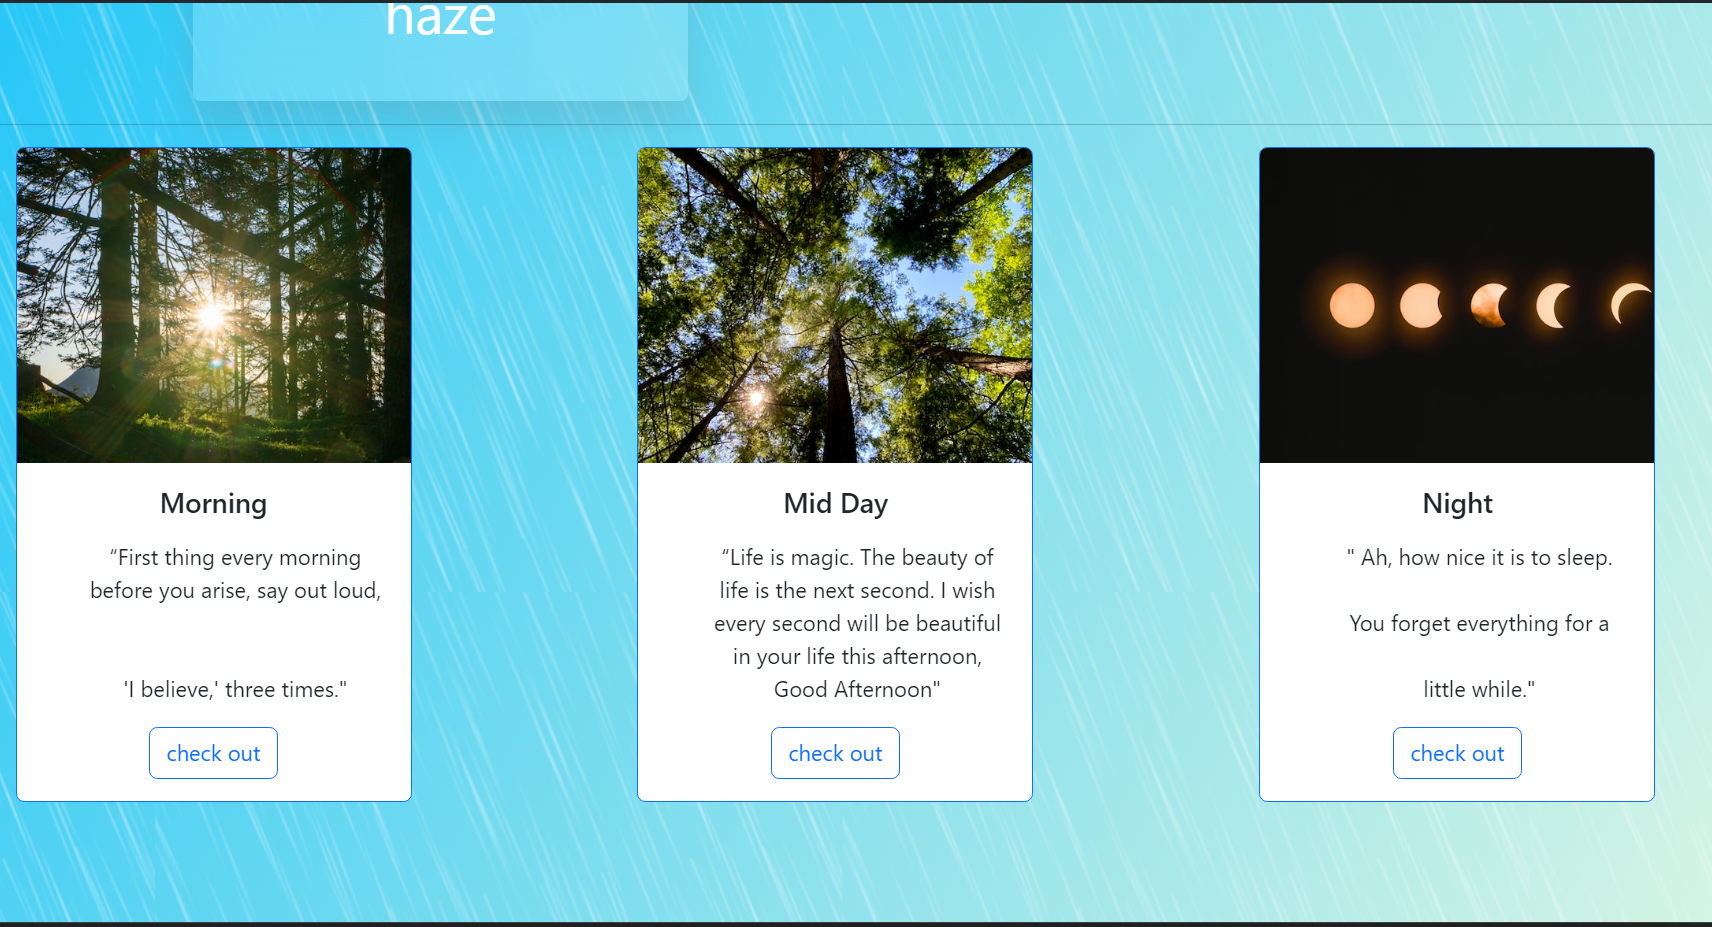 haze
Morning
“First thing every morning
before you arise, say out loud,
'I believe,' three times."
check out
Mid Day
“Life is magic. The beauty of
life is the next second. I wish
every second will be beautiful
in your life this afternoon,
Good Afternoon"
check out
Night
" Ah, how nice it is to sleep.
You forget everything for a
little while."
check out